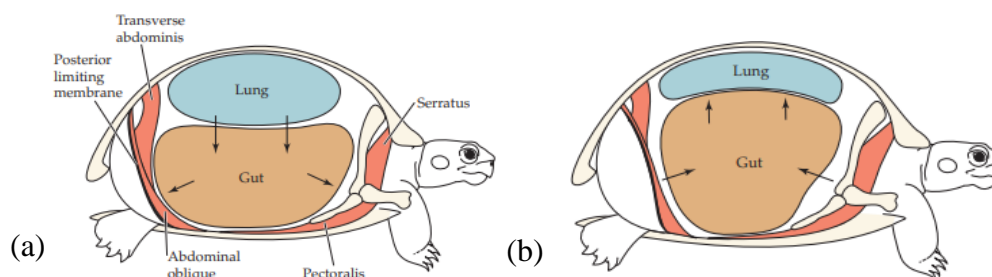 Transverse
abdominis
Posterior
limiting
membrane
Lung
Serratus
Gut
(a)
Abdominal
oblique
Pectoralis
Lung
Gut
(b)